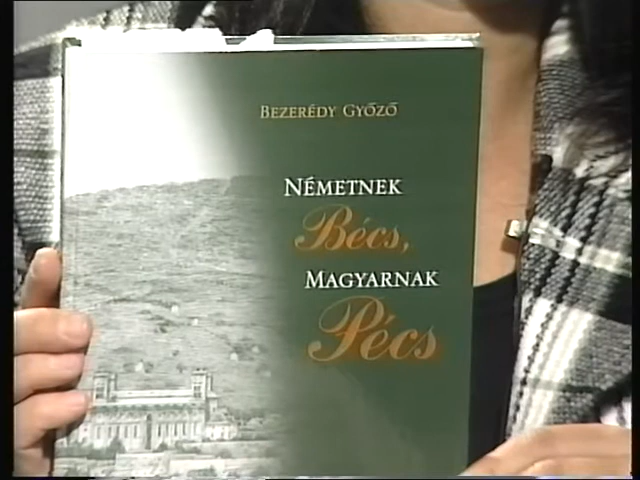 BEZERÉDY GYŐZŐ
NÉMETNEK
Bécs,
MAGYARNAK
Pécs